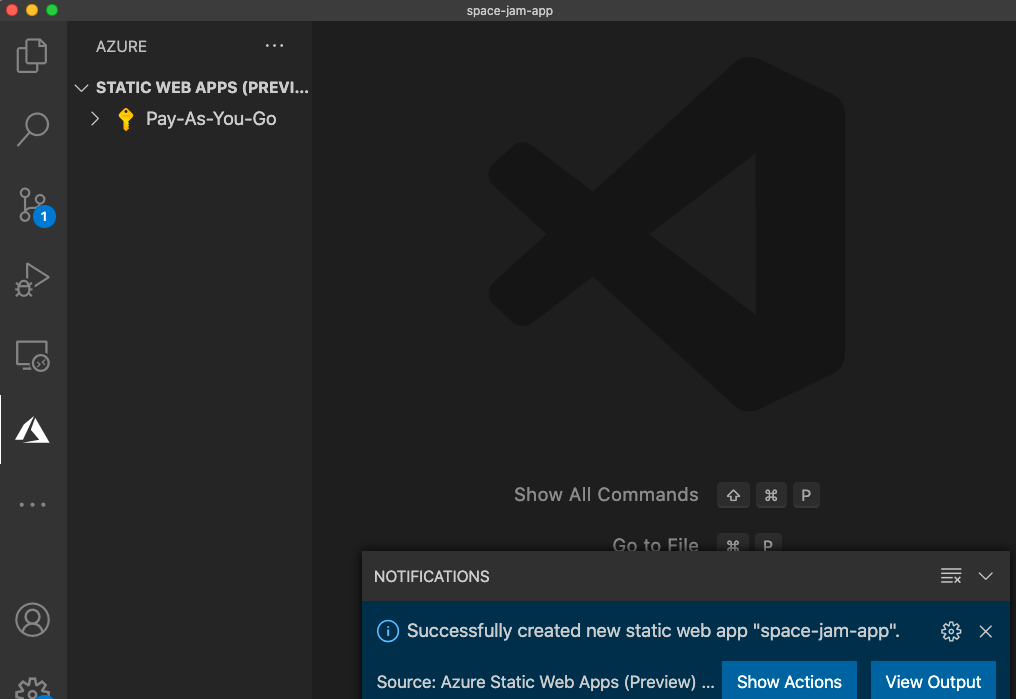 space-jam-app
AZURE
STATIC WEB APPS (PREVI...
Pay-As-You-Go
1
Show All Commands ⇧ ⌘ P
Go to File ⌘ P
NOTIFICATIONS
Successfully created new static web app "space-jam-app".
Source: Azure Static Web Apps (Preview) ... Show Actions View Output